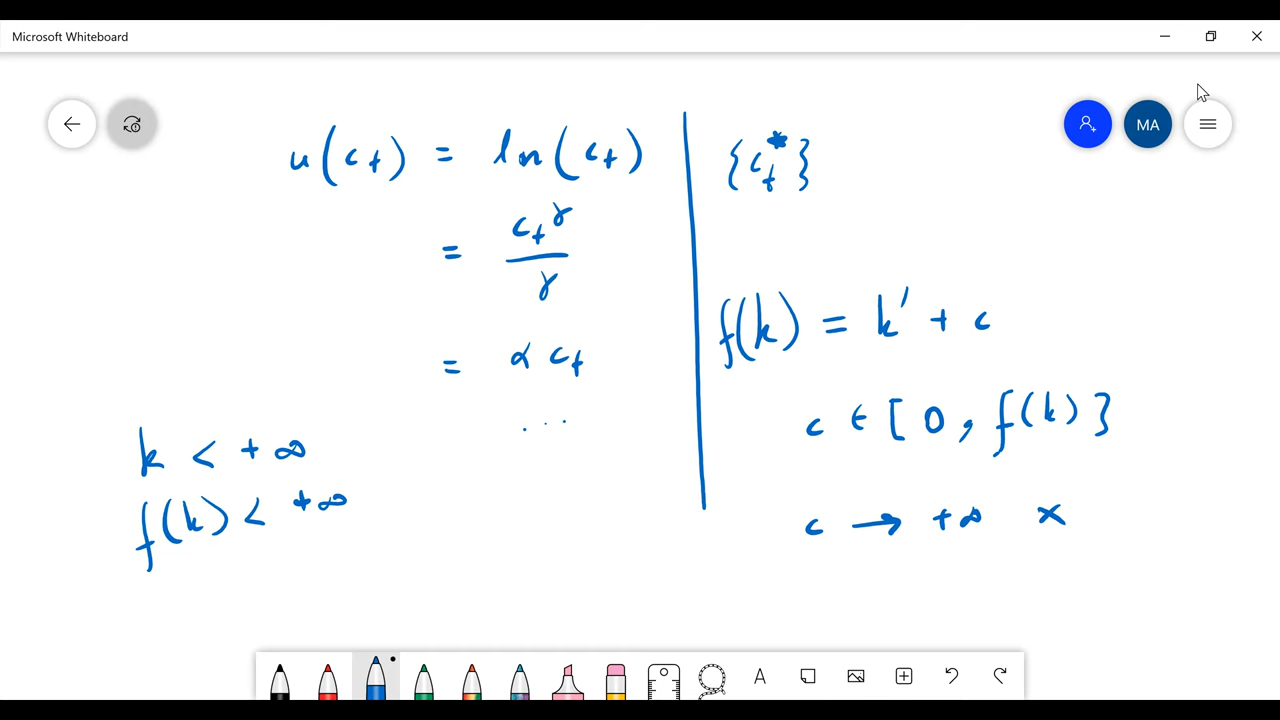 Microsoft Whiteboard
MA
u(c_t) = ln(c_t)
= c_t^γ / γ
= α c_t
...
k < +∞
f(k) < +∞
{c_t^*}
f(k) = k' + c
c ∈ [0, f(k)}
c → +∞ ×
A